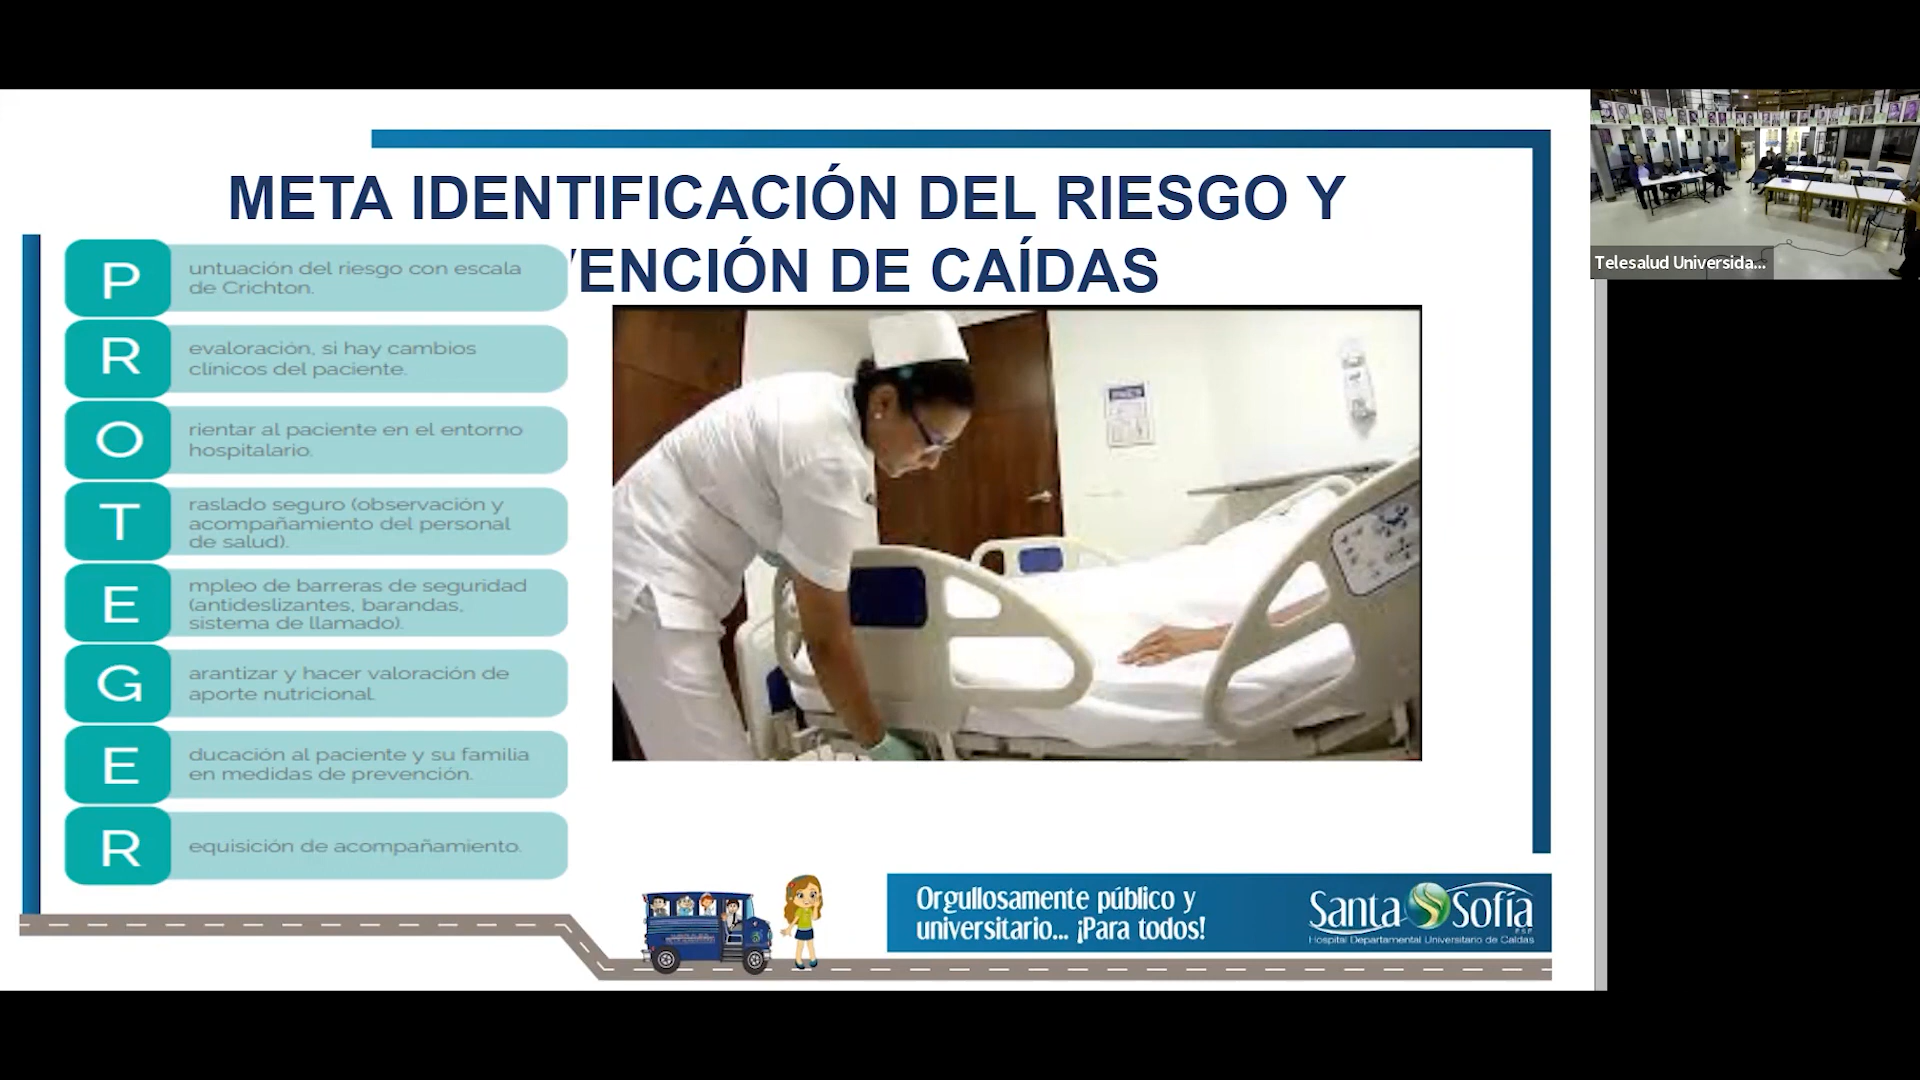 META IDENTIFICACIÓN DEL RIESGO Y
VENCIÓN DE CAÍDAS
P untuación del riesgo con escala
de Crichton.
R evaloración, si hay cambios
clínicos del paciente.
O rientar al paciente en el entorno
hospitalario.
T raslado seguro (observación y
acompañamiento del personal
de salud).
E mpleo de barreras de seguridad
(antideslizantes, barandas,
sistema de llamado).
G arantizar y hacer valoración de
aporte nutricional.
E ducación al paciente y su familia
en medidas de prevención.
R equisición de acompañamiento.
Orgullosamente público y
universitario... ¡Para todos!
Santa Sofía
E.S.E
Hospital Departamental Universitario de Caldas
Telesalud Universida...